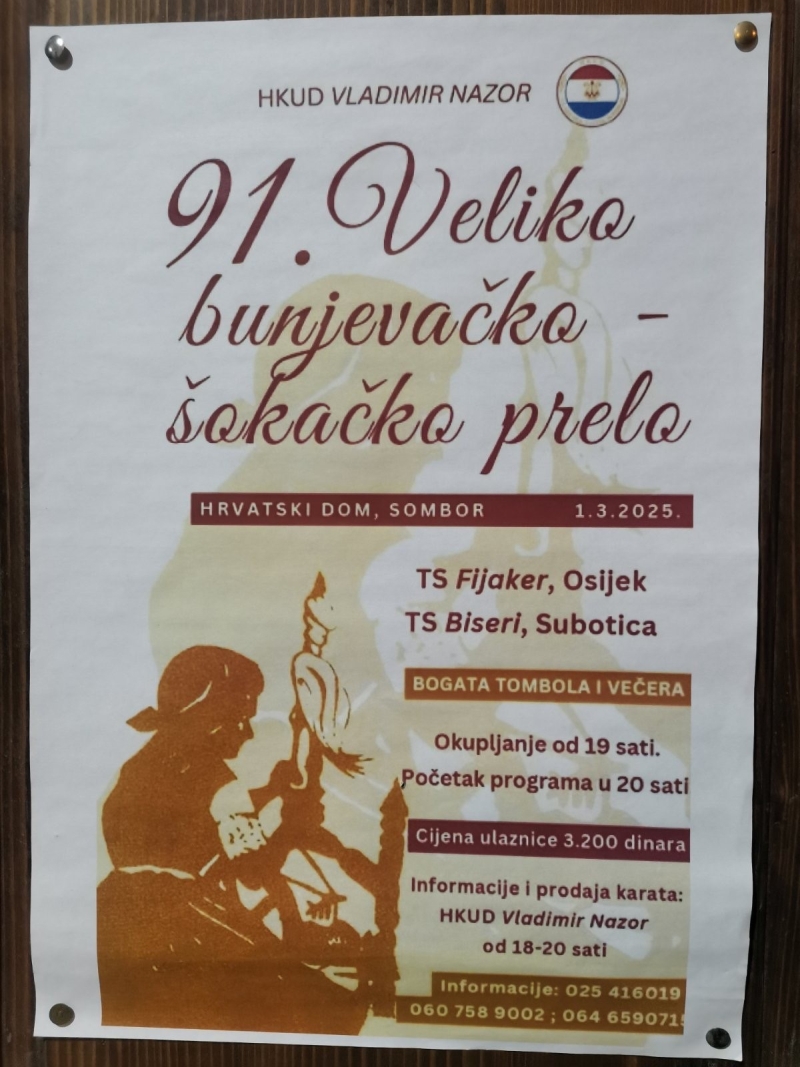 HKUD VLADIMIR NAZOR
91. Veliko
bunjevačko -
šokačko prelo
HRVATSKI DOM, SOMBOR 1.3.2025.
TS Fijaker, Osijek
TS Biseri, Subotica
BOGATA TOMBOLA I VEČERA
Okupljanje od 19 sati.
Početak programa u 20 sati
Cijena ulaznice 3.200 dinara
Informacije i prodaja karata:
HKUD Vladimir Nazor
od 18-20 sati
Informacije: 025 416019
060 758 9002 ; 064 659071